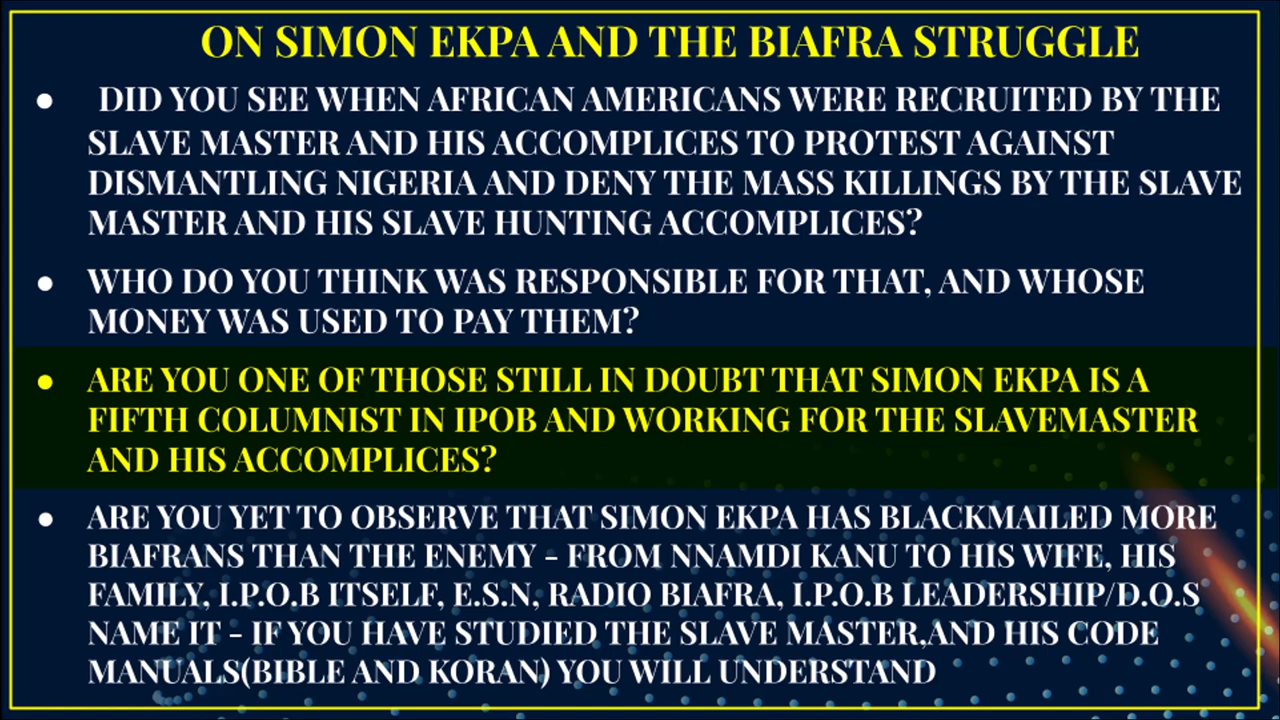 ON SIMON EKPA AND THE BIAFRA STRUGGLE
● DID YOU SEE WHEN AFRICAN AMERICANS WERE RECRUITED BY THE
SLAVE MASTER AND HIS ACCOMPLICES TO PROTEST AGAINST
DISMANTLING NIGERIA AND DENY THE MASS KILLINGS BY THE SLAVE
MASTER AND HIS SLAVE HUNTING ACCOMPLICES?
● WHO DO YOU THINK WAS RESPONSIBLE FOR THAT, AND WHOSE
MONEY WAS USED TO PAY THEM?
● ARE YOU ONE OF THOSE STILL IN DOUBT THAT SIMON EKPA IS A
FIFTH COLUMNIST IN IPOB AND WORKING FOR THE SLAVEMASTER
AND HIS ACCOMPLICES?
● ARE YOU YET TO OBSERVE THAT SIMON EKPA HAS BLACKMAILED MORE
BIAFRANS THAN THE ENEMY - FROM NNAMDI KANU TO HIS WIFE, HIS
FAMILY, I.P.O.B ITSELF, E.S.N, RADIO BIAFRA, I.P.O.B LEADERSHIP/D.O.S
NAME IT - IF YOU HAVE STUDIED THE SLAVE MASTER,AND HIS CODE
MANUALS(BIBLE AND KORAN) YOU WILL UNDERSTAND